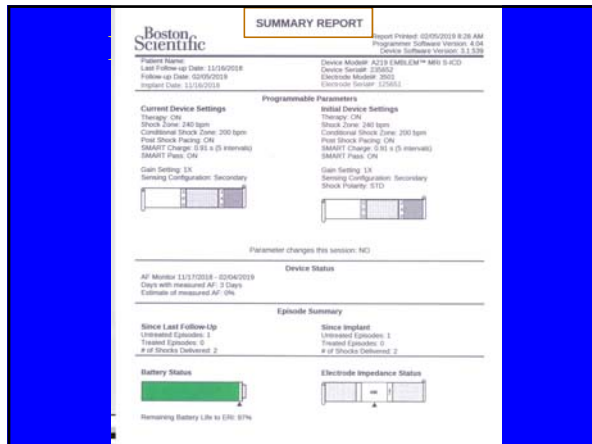 SUMMARY REPORT
Boston
Scientific
Report Printed: 02/05/2019 8:26 AM
Programmer Software Version: 4.04
Device Software Version: 3.1.539
Patient Name:
Last Follow-up Date: 11/16/2018
Follow-up Date: 02/05/2019
Implant Date: 11/16/2018
Device Model#: A219 EMBLEM™ MRI S-ICD
Device Serial#: 235652
Electrode Model#: 3501
Electrode Serial#: 125651
Programmable Parameters
Current Device Settings
Therapy: ON
Shock Zone: 240 bpm
Conditional Shock Zone: 200 bpm
Post Shock Pacing: ON
SMART Charge: 0.91 s (5 intervals)
SMART Pass: ON
Gain Setting: 1X
Sensing Configuration: Secondary
Initial Device Settings
Therapy: ON
Shock Zone: 240 bpm
Conditional Shock Zone: 200 bpm
Post Shock Pacing: ON
SMART Charge: 0.91 s (5 intervals)
SMART Pass: ON
Gain Setting: 1X
Sensing Configuration: Secondary
Shock Polarity: STD
Parameter changes this session: NO
Device Status
AF Monitor 11/17/2018 - 02/04/2019
Days with measured AF: 3 Days
Estimate of measured AF: 0%
Episode Summary
Since Last Follow-Up
Untreated Episodes: 1
Treated Episodes: 0
# of Shocks Delivered: 2
Since Implant
Untreated Episodes: 1
Treated Episodes: 0
# of Shocks Delivered: 2
Battery Status
Remaining Battery Life to ERI: 97%
Electrode Impedance Status